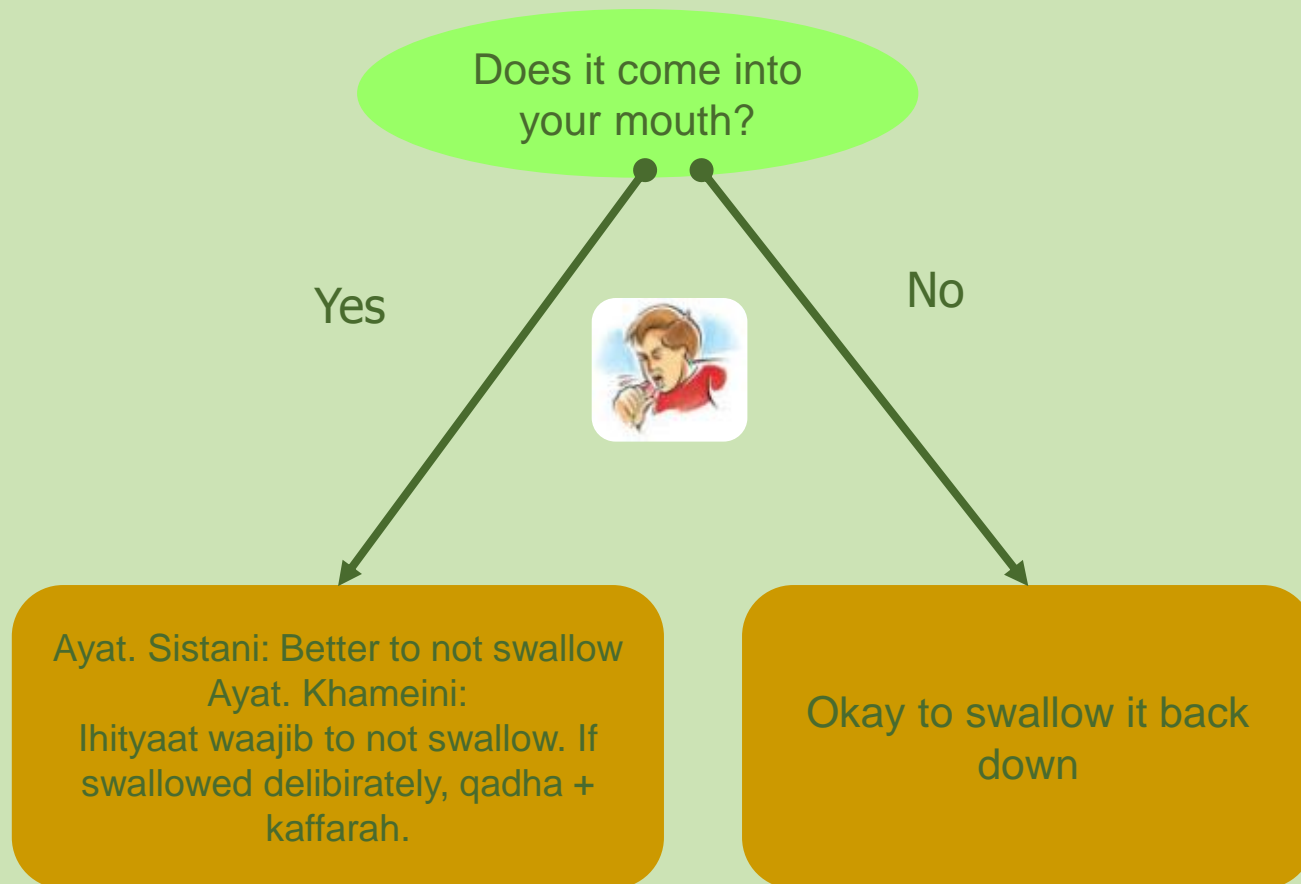 Does it come into
your mouth?
Yes
No
Ayat. Sistani: Better to not swallow
Ayat. Khameini:
Ihityaat waajib to not swallow. If
swallowed delibirately, qadha +
kaffarah.
Okay to swallow it back
down